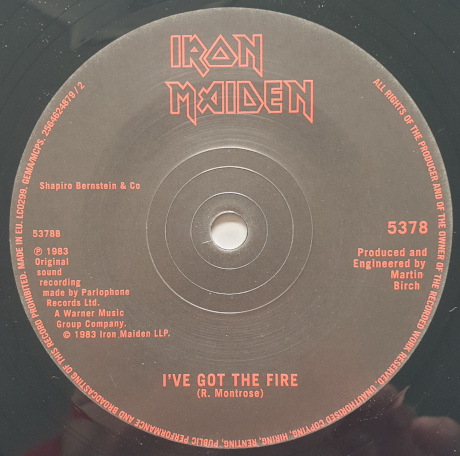 IRON
MAIDEN
Shapiro Bernstein & Co
5378B
℗ 1983
Original
sound
recording
made by Parlophone
Records Ltd.
A Warner Music
Group Company.
© 1983 Iron Maiden LLP.
5378
Produced and
Engineered by
Martin
Birch
I'VE GOT THE FIRE
(R. Montrose)
ALL RIGHTS OF THE PRODUCER AND OF THE OWNER OF THE RECORDED WORK RESERVED. UNAUTHORISED COPYING, HIRING, RENTING, PUBLIC PERFORMANCE AND BROADCASTING OF THIS RECORD PROHIBITED. MADE IN EU. LC0299. GEMA/MCPS. 2564624879 / 2